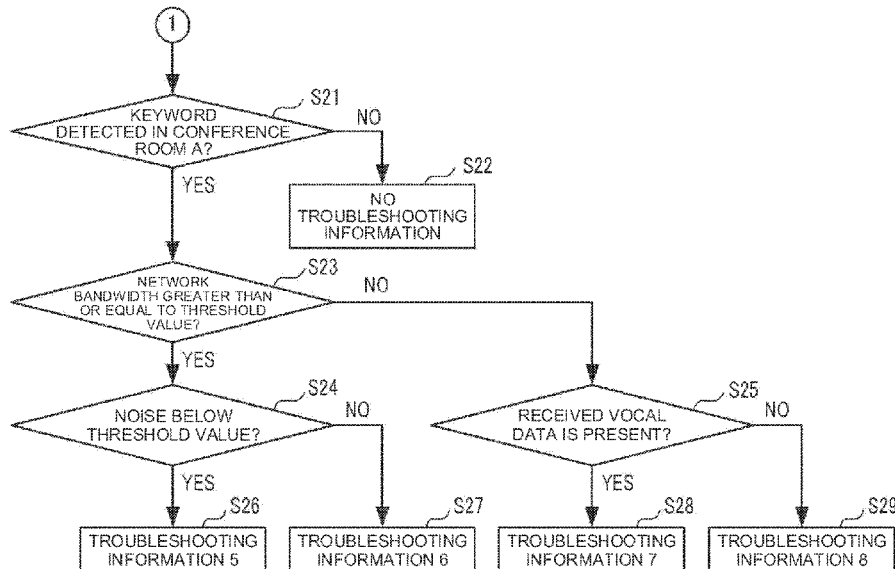 1
S21
KEYWORD
DETECTED IN CONFERENCE
ROOM A?
NO
YES
S22
NO
TROUBLESHOOTING
INFORMATION
S23
NETWORK
BANDWIDTH GREATER THAN
OR EQUAL TO THRESHOLD
VALUE?
NO
YES
S24
NOISE BELOW
THRESHOLD VALUE?
NO
YES
S25
RECEIVED VOCAL
DATA IS PRESENT?
NO
YES
S26
TROUBLESHOOTING
INFORMATION 5
S27
TROUBLESHOOTING
INFORMATION 6
S28
TROUBLESHOOTING
INFORMATION 7
S29
TROUBLESHOOTING
INFORMATION 8